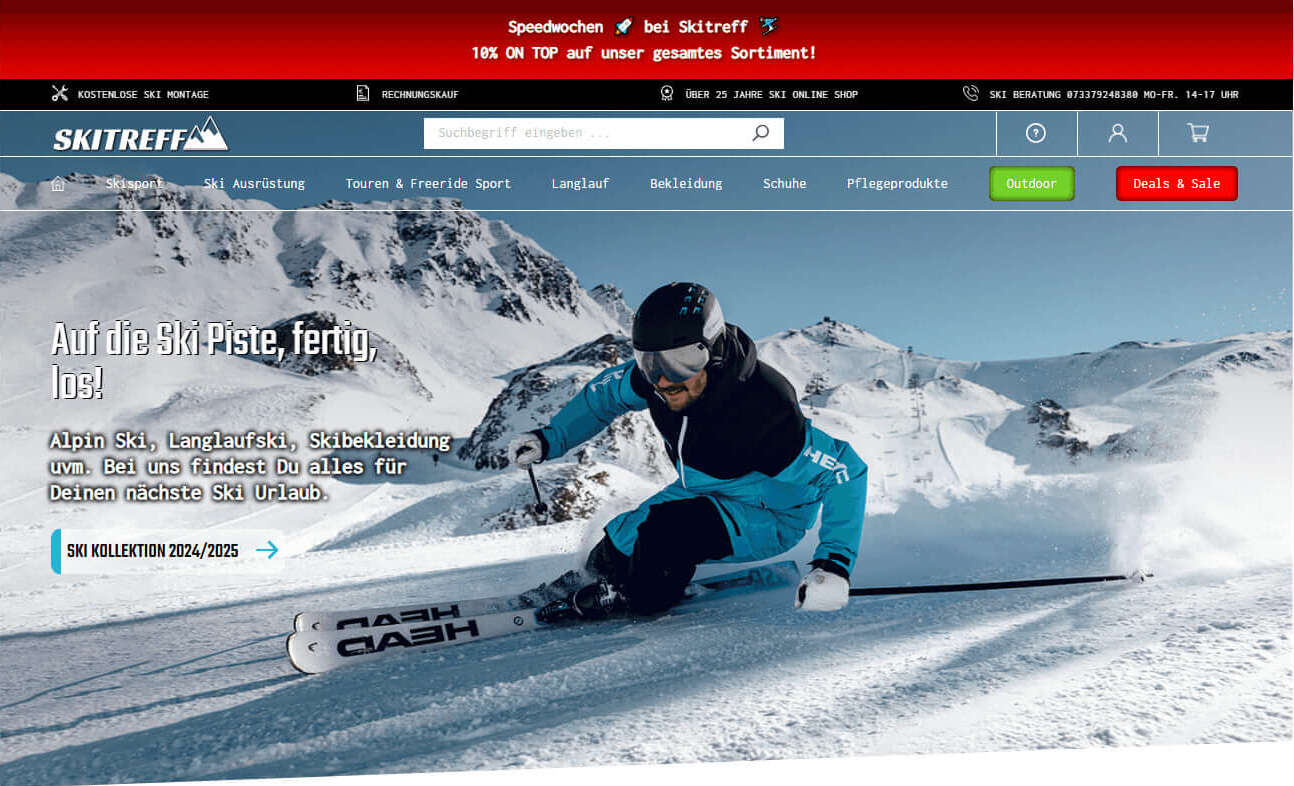 Speedwochen 🚀 bei Skitreff ⛷
10% ON TOP auf unser gesamtes Sortiment!
KOSTENLOSE SKI MONTAGE
RECHNUNGSKAUF
ÜBER 25 JAHRE SKI ONLINE SHOP
SKI BERATUNG 073379248380 MO-FR. 14-17 UHR
SKITREFF
Suchbegriff eingeben ...
Skisport
Ski Ausrüstung
Touren & Freeride Sport
Langlauf
Bekleidung
Schuhe
Pflegeprodukte
Outdoor
Deals & Sale
Auf die Ski Piste, fertig,
los!
Alpin Ski, Langlaufski, Skibekleidung
uvm. Bei uns findest Du alles für
Deinen nächste Ski Urlaub.
SKI KOLLEKTION 2024/2025
HEAD
HEAD
HEAD
HEAD